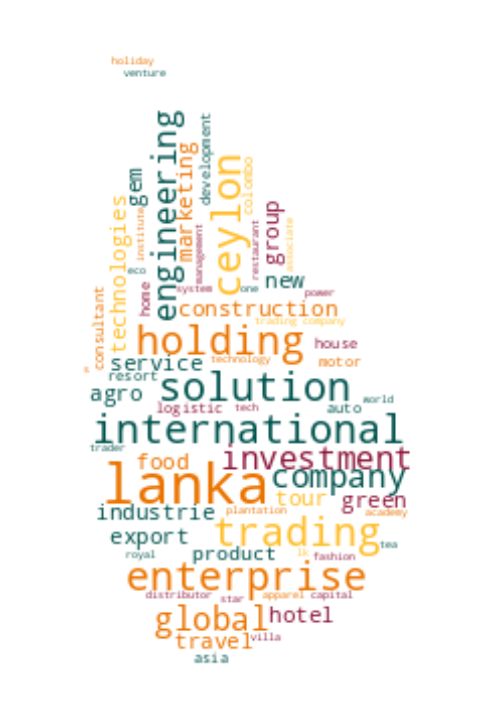 holiday
venture
engineering
development
marketing
ceylon
colombo
gem
technologies
institute
management
restaurant
group
associate
eco
system
one
new
power
home
consultant
construction
trading company
holding
house
service
technology
motor
p
resort
agro
solution
world
logistic
tech
auto
international
trader
food
investment
lanka
company
tour
green
industrie
plantation
academy
trading
export
tea
royal
product
lk
fashion
enterprise
distributor
star
apparel
capital
global
hotel
travel
villa
asia